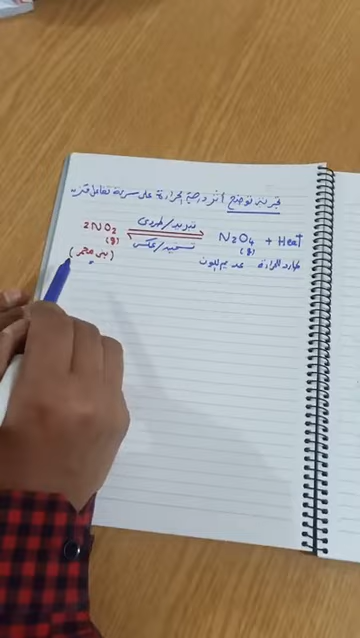 تجربة توضح أثر درجة الحرارة على سرعة تفاعل متزن
2NO₂ (g) تبريد/طردي ⇌ تسخين/عكسي N₂O₄ (g) + Heat
(بني محمر) عديم اللون طارد للحرارة